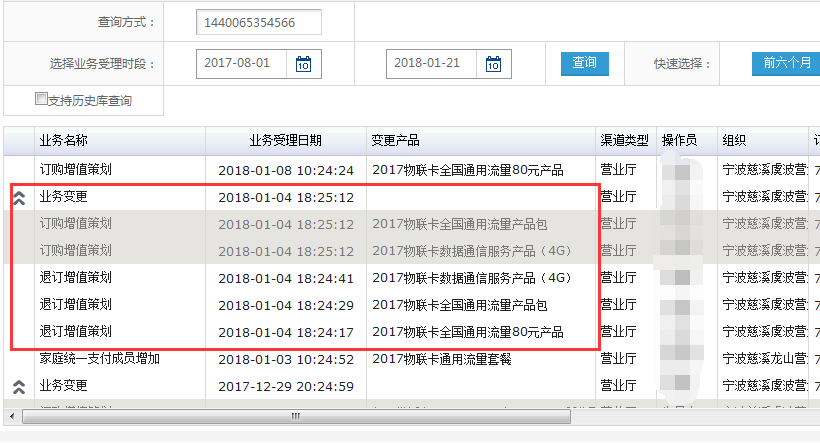 查询方式： 1440065354566
选择业务受理时段： 2017-08-01 10 2018-01-21 10 查询 快速选择： 前六个月
支持历史库查询
业务名称 业务受理日期 变更产品 渠道类型 操作员 组织
订购增值策划 2018-01-08 10:24:24 2017物联卡全国通用流量80元产品 营业厅 宁波慈溪虞波营
业务变更 2018-01-04 18:25:12 营业厅 宁波慈溪虞波营
订购增值策划 2018-01-04 18:25:12 2017物联卡全国通用流量产品包 营业厅 宁波慈溪虞波营
订购增值策划 2018-01-04 18:25:12 2017物联卡数据通信服务产品（4G） 营业厅 宁波慈溪虞波营
退订增值策划 2018-01-04 18:24:41 2017物联卡数据通信服务产品（4G） 营业厅 宁波慈溪虞波营
退订增值策划 2018-01-04 18:24:29 2017物联卡全国通用流量产品包 营业厅 宁波慈溪虞波营
退订增值策划 2018-01-04 18:24:17 2017物联卡全国通用流量80元产品 营业厅 宁波慈溪虞波营
家庭统一支付成员增加 2018-01-03 10:24:52 2017物联卡通用流量套餐 营业厅 宁波慈溪龙山营
业务变更 2017-12-29 20:24:59 营业厅 宁波慈溪虞波营